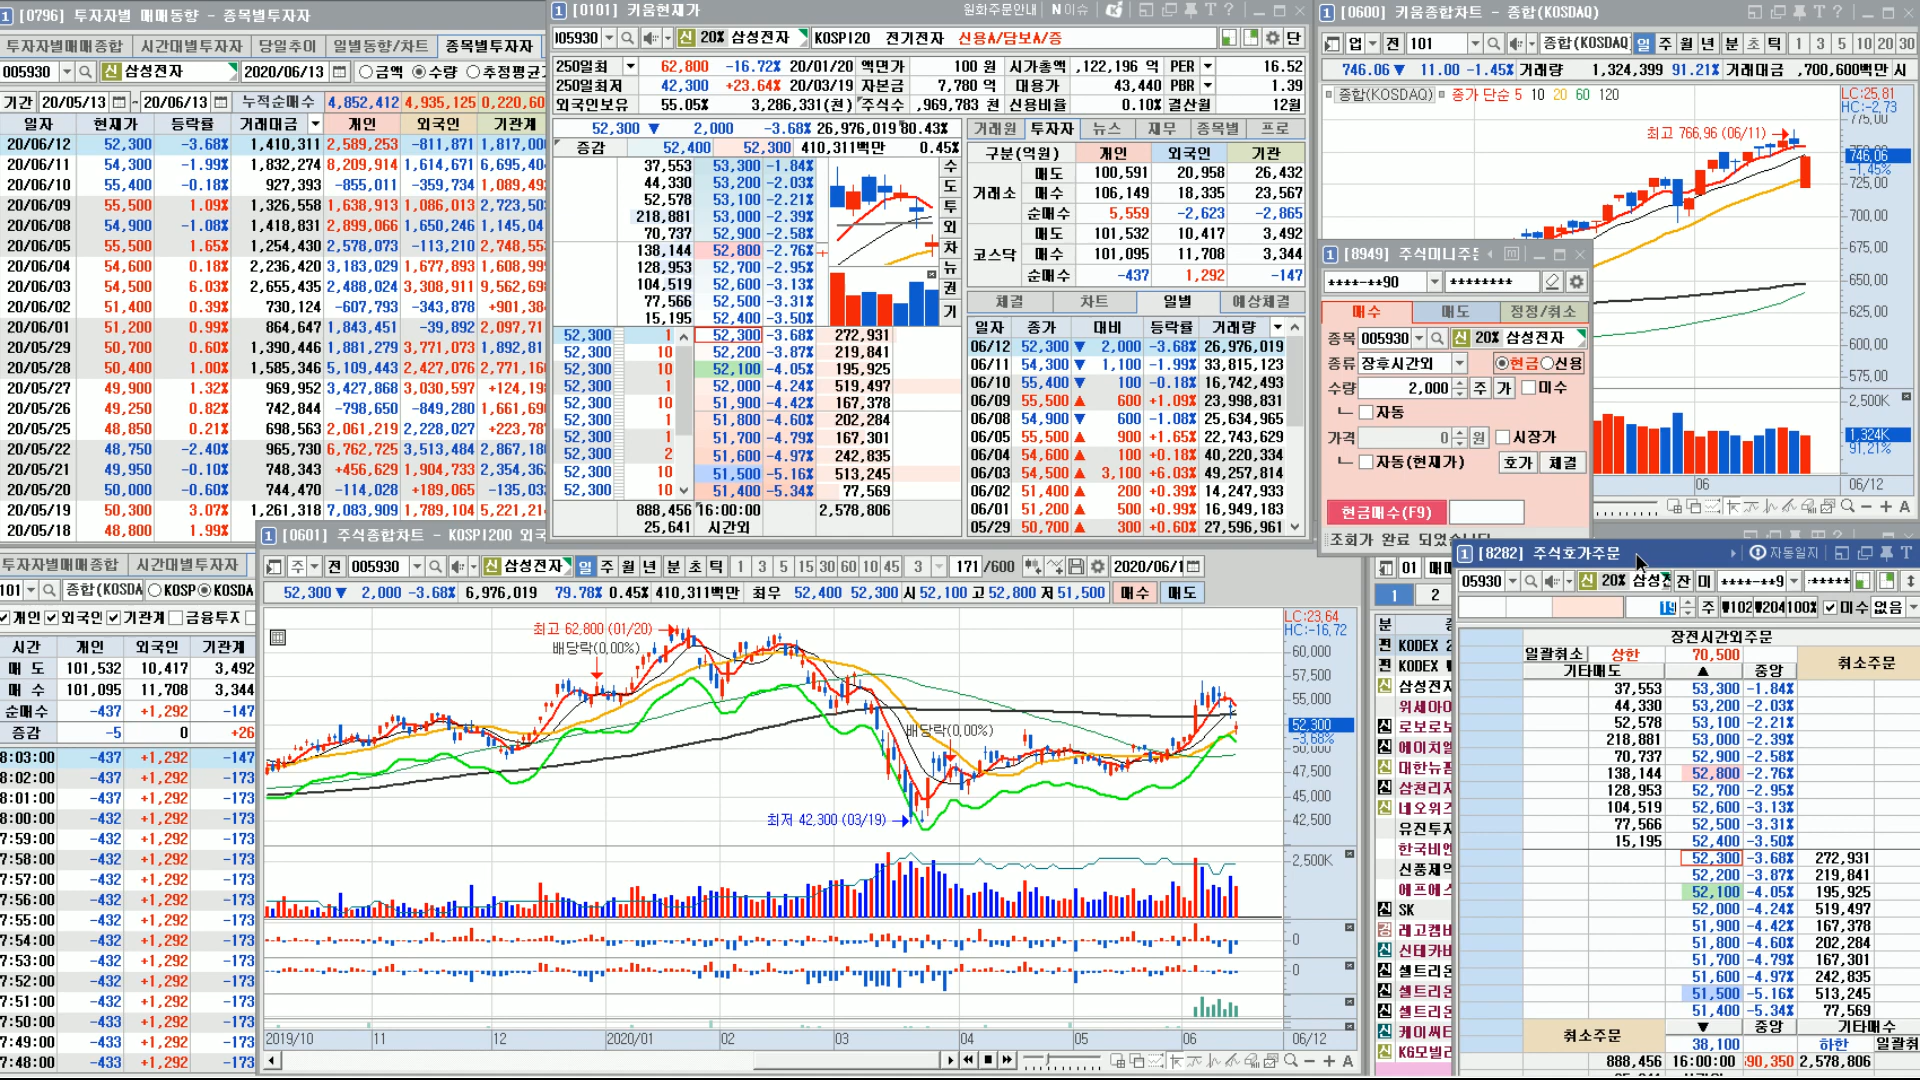 [0796] 투자자별 매매동향 - 종목별투자자
투자자별매매종합 시간대별투자자 당일추이 일별동향/차트 종목별투자자
005930 신 삼성전자 2020/06/13 금액 수량 추정평균
기간 20/05/13 ~ 20/06/13 누적순매수 4,852,412 4,935,125 0,220,60
일자 현재가 등락률 거래대금 개인 외국인 기관계
20/06/12 52,300 -3.68% 1,410,311 2,589,253 -811,871 1,817,00
20/06/11 54,300 -1.99% 1,832,274 8,209,914 1,614,671 6,695,40
20/06/10 55,400 -0.18% 927,393 -855,011 -359,734 1,089,49
20/06/09 55,500 1.09% 1,326,558 1,638,913 1,086,013 2,723,50
20/06/08 54,900 -1.08% 1,418,831 2,899,066 1,650,246 1,145,04
20/06/05 55,500 1.65% 1,254,430 2,578,073 -113,210 2,748,55
20/06/04 54,600 0.18% 2,236,420 3,183,029 1,677,893 1,608,99
20/06/03 54,500 6.03% 2,655,435 2,488,024 3,308,911 9,562,69
20/06/02 51,400 0.39% 730,124 -607,793 -343,878 +901,38
20/06/01 51,200 0.99% 864,647 1,843,451 -39,892 2,097,71
20/05/29 50,700 0.60% 1,390,446 1,881,279 3,771,073 1,892,81
20/05/28 50,400 1.00% 1,585,346 5,109,443 2,427,076 2,771,16
20/05/27 49,900 1.32% 969,952 3,427,868 3,030,597 +124,19
20/05/26 49,250 0.82% 742,844 -798,650 -849,280 1,661,69
20/05/25 48,850 0.21% 698,563 2,061,219 2,228,027 +223,78
20/05/22 48,750 -2.40% 965,730 6,762,725 3,513,484 2,867,18
20/05/21 49,950 -0.10% 748,343 +456,629 1,904,733 2,354,36
20/05/20 50,000 -0.60% 744,470 -114,028 +189,065 -135,03
20/05/19 50,300 3.07% 1,261,318 7,083,909 1,789,104 5,221,21
20/05/18 48,800 1.99%
[0101] 키움현재가 원화주문안내 N이슈
005930 신 20% 삼성전자 KOSPI20 전기전자 신용A/담보A/증 단
250일최 62,800 -16.72% 20/01/20 액면가 100 원 시가총액 ,122,196 억 PER 16.52
250일최저 42,300 +23.64% 20/03/19 자본금 7,780 억 대용가 43,440 PBR 1.39
외국인보유 55.05% 3,286,331(천) 주식수 ,969,783 천 신용비율 0.10% 결산월 12월
52,300 ▼ 2,000 -3.68% 26,976,019 80.43%
증감 52,400 52,300 410,311백만 0.45%
37,553 53,300 -1.84%
44,330 53,200 -2.03%
52,578 53,100 -2.21%
218,881 53,000 -2.39%
70,737 52,900 -2.58%
138,144 52,800 -2.76%
128,953 52,700 -2.95%
104,519 52,600 -3.13%
77,566 52,500 -3.31%
15,195 52,400 -3.50%
52,300 1 52,300 -3.68% 272,931
52,300 10 52,200 -3.87% 219,841
52,300 10 52,100 -4.05% 195,925
52,300 1 52,000 -4.24% 519,497
52,300 10 51,900 -4.42% 167,378
52,300 1 51,800 -4.60% 202,284
52,300 1 51,700 -4.79% 167,301
52,300 2 51,600 -4.97% 242,835
52,300 10 51,500 -5.16% 513,245
52,300 10 51,400 -5.34% 77,569
888,456 16:00:00 2,578,806
25,641 시간외
수
도
투
외
차
뉴
권
기
거래원 투자자 뉴스 재무 종목별 프로
구분(억원) 개인 외국인 기관
거래소
매도 100,591 20,958 26,432
매수 106,149 18,335 23,567
순매수 5,559 -2,623 -2,865
코스닥
매도 101,532 10,417 3,492
매수 101,095 11,708 3,344
순매수 -437 1,292 -147
체결 차트 일별 예상체결
일자 종가 대비 등락률 거래량
06/12 52,300 ▼ 2,000 -3.68% 26,976,019
06/11 54,300 ▼ 1,100 -1.99% 33,815,123
06/10 55,400 ▼ 100 -0.18% 16,742,493
06/09 55,500 ▲ 600 +1.09% 23,998,831
06/08 54,900 ▼ 600 -1.08% 25,634,965
06/05 55,500 ▲ 900 +1.65% 22,743,629
06/04 54,600 ▲ 100 +0.18% 40,220,334
06/03 54,500 ▲ 3,100 +6.03% 49,257,814
06/02 51,400 ▲ 200 +0.39% 14,247,933
06/01 51,200 ▲ 500 +0.99% 16,949,183
05/29 50,700 ▲ 300 +0.60% 27,596,961
[0600] 키움종합차트 - 종합(KOSDAQ)
업 전 101 종합(KOSDAQ 일 주 월 년 분 초 틱 1 3 5 10 20 30
746.06 ▼ 11.00 -1.45% 거래량 1,324,399 91.21% 거래대금 ,700,600백만 시
종합(KOSDAQ) 종가 단순 5 10 20 60 120
LC:25,81
HC:-2,73
최고 766,96 (06/11)
775,00
746,06
-1,45%
725,00
700,00
675,00
650,00
625,00
600,00
575,00
2,500K
1,324K
91,21%
06 06/12
[8949] 주식미니주문
****-**90 ********
매수 매도 정정/취소
종목 005930 신 20% 삼성전자
종류 장후시간외 현금 신용
수량 2,000 주 가 미수
자동
가격 0 원 시장가
자동(현재가) 호가 체결
현금매수(F9)
조회가 완료 되었습니다
투자자별매매종합 시간대별투자자
101 종합(KOSDA KOSP KOSDA
개인 외국인 기관계 금융투자
시간 개인 외국인 기관계
매 도 101,532 10,417 3,492
매 수 101,095 11,708 3,344
순매수 -437 +1,292 -147
증감 -5 0 +26
8:03:00 -437 +1,292 -147
8:02:00 -437 +1,292 -173
8:01:00 -437 +1,292 -173
8:00:00 -432 +1,292 -173
7:59:00 -432 +1,292 -173
7:58:00 -432 +1,292 -173
7:57:00 -432 +1,292 -173
7:56:00 -432 +1,292 -173
7:55:00 -432 +1,292 -173
7:54:00 -432 +1,292 -173
7:53:00 -432 +1,292 -173
7:52:00 -432 +1,292 -173
7:51:00 -432 +1,292 -173
7:50:00 -433 +1,292 -173
7:49:00 -433 +1,292 -173
7:48:00 -433 +1,292 -173
[0601] 주식종합차트 - KOSPI200 외국
주 전 005930 신 삼성전자 일 주 월 년 분 초 틱 1 3 5 15 30 60 10 45 3 171 /600 2020/06/1
52,300 ▼ 2,000 -3.68% 6,976,019 79.78% 0.45% 410,311백만 최우 52,400 52,300 시 52,100 고 52,800 저 51,500 매수 매도
LC:23,64
HC:-16,72
최고 62,800 (01/20)
배당락(0,00%)
배당락(0,00%)
최저 42,300 (03/19)
60,000
57,500
55,000
52,300
-3,68%
50,000
47,500
45,000
42,500
2,500K
0
0
2019/10 11 12 2020/01 02 03 04 05 06 06/12
A
01
1 2
KODEX 2
KODEX
신 삼성전자
위세아이
신 로보로보
신 에이치엘
신 대한뉴팜
신 삼천리자
신 네오위즈
유진투자
한국비엔
신풍제약
에프에스
신 SK
레고켐바
신 신테카바
신 셀트리온
신 셀트리온
신 셀트리온
신 케이씨티
신 KG모빌리
[8282] 주식호가주문 자동일지
05930 신 20% 삼성전 잔 미 ****-**9
19 주 ₩102 ₩204 100% 미수 없음
장전시간외주문
일괄취소 상한 70,500 취소주문
기타매도 ▲ 중앙
37,553 53,300 -1.84%
44,330 53,200 -2.03%
52,578 53,100 -2.21%
218,881 53,000 -2.39%
70,737 52,900 -2.58%
138,144 52,800 -2.76%
128,953 52,700 -2.95%
104,519 52,600 -3.13%
77,566 52,500 -3.31%
15,195 52,400 -3.50%
52,300 -3.68% 272,931
52,200 -3.87% 219,841
52,100 -4.05% 195,925
52,000 -4.24% 519,497
51,900 -4.42% 167,378
51,800 -4.60% 202,284
51,700 -4.79% 167,301
51,600 -4.97% 242,835
51,500 -5.16% 513,245
51,400 -5.34% 77,569
취소주문 ▼ 중앙 기타매수
38,100 하한 일괄취
888,456 16:00:00 2,578,806